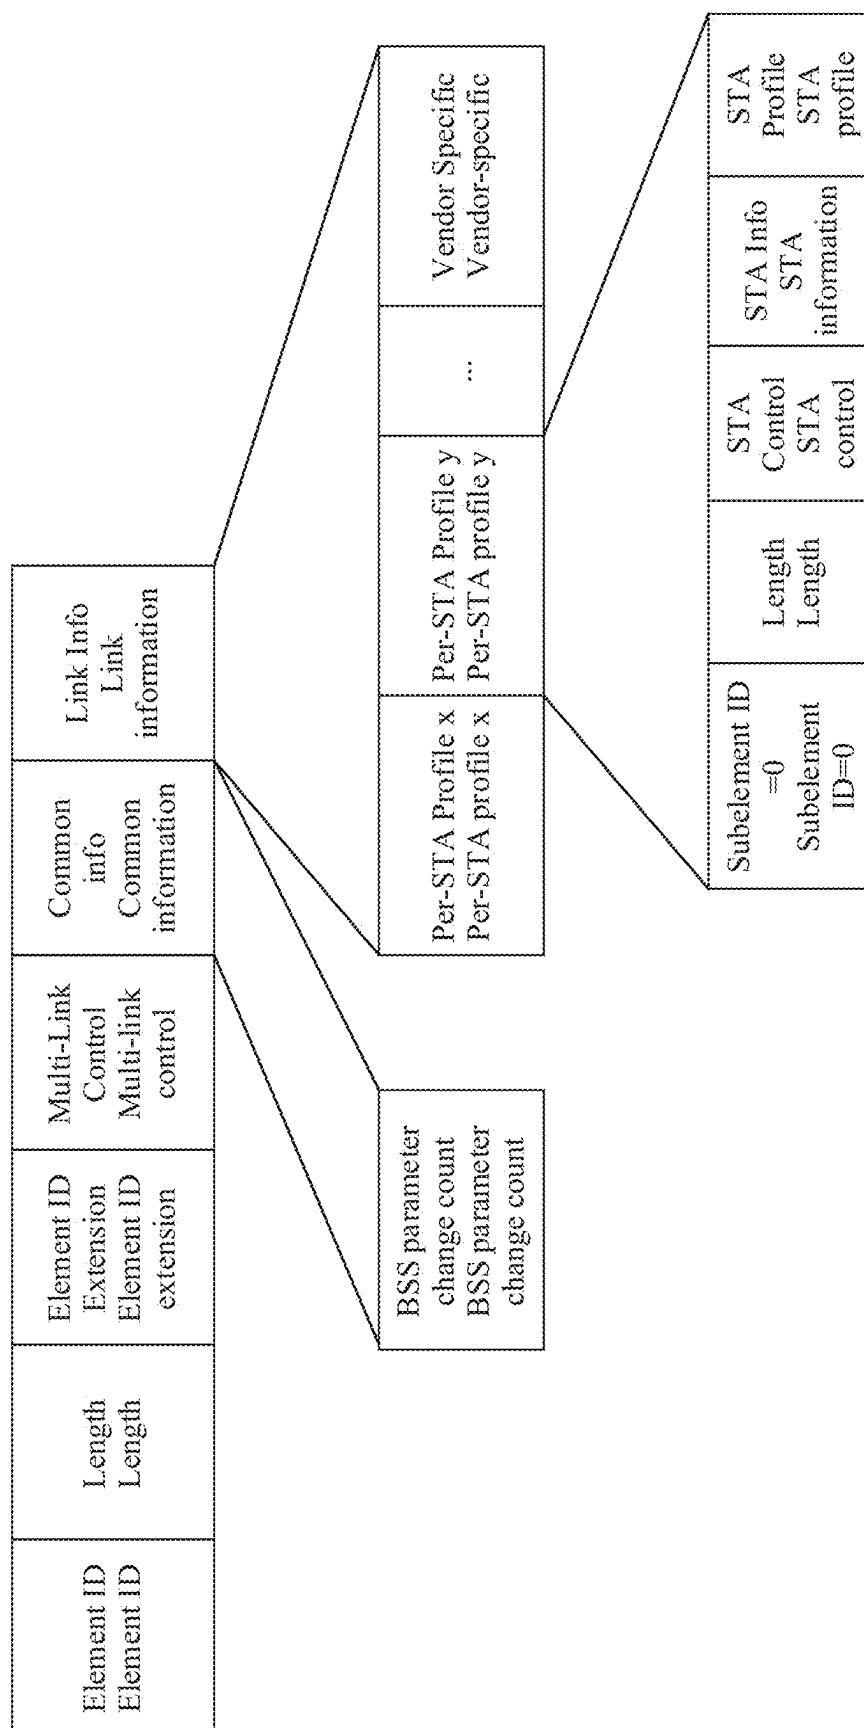 Element ID
Element ID
Length
Length
Element ID
Extension
Element ID
extension
Multi-Link
Control
Multi-link
control
Common
info
Common
information
Link Info
Link
information
BSS parameter
change count
BSS parameter
change count
Per-STA Profile x
Per-STA profile x
Per-STA Profile y
Per-STA profile y
...
Vendor Specific
Vendor-specific
Subelement ID
=0
Subelement
ID=0
Length
Length
STA
Control
STA
control
STA Info
STA
information
STA
Profile
STA
profile